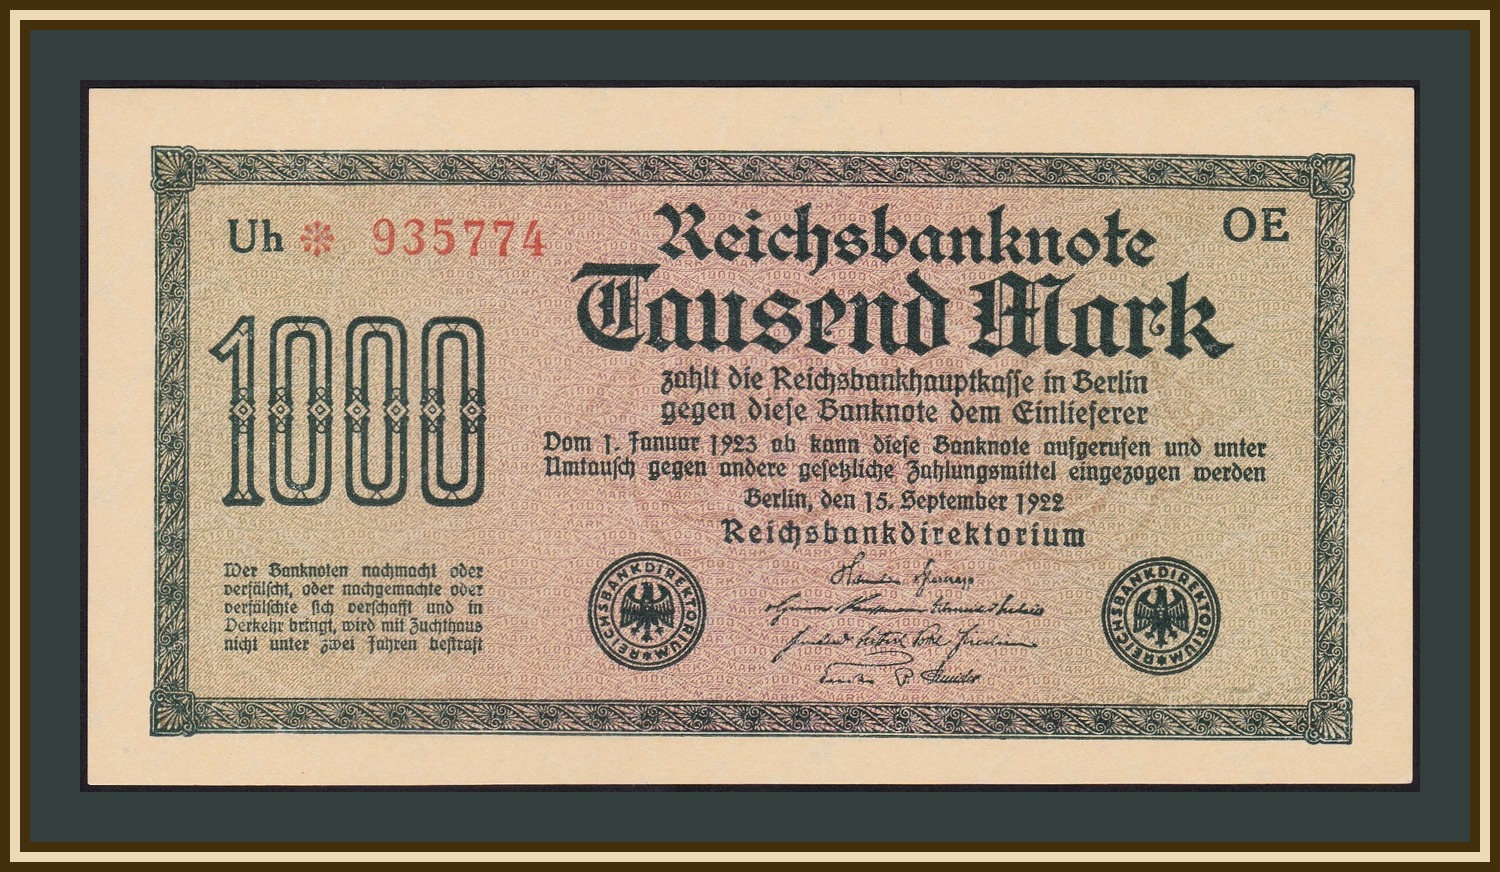 Uh * 935774
Reichsbanknote
OE
Tausend Mark
1000
zahlt die Reichsbankhauptkasse in Berlin
gegen diese Banknote dem Einlieferer
Vom 1. Januar 1923 ab kann diese Banknote aufgerufen und unter
Umtausch gegen andere gesetzliche Zahlungsmittel eingezogen werden
Berlin, den 15. September 1922
Reichsbankdirektorium
Wer Banknoten nachmacht oder
verfälscht, oder nachgemachte oder
verfälschte sich verschafft und in
Verkehr bringt, wird mit Zuchthaus
nicht unter zwei Jahren bestraft
REICHSBANKDIREKTORIUM
REICHSBANKDIREKTORIUM